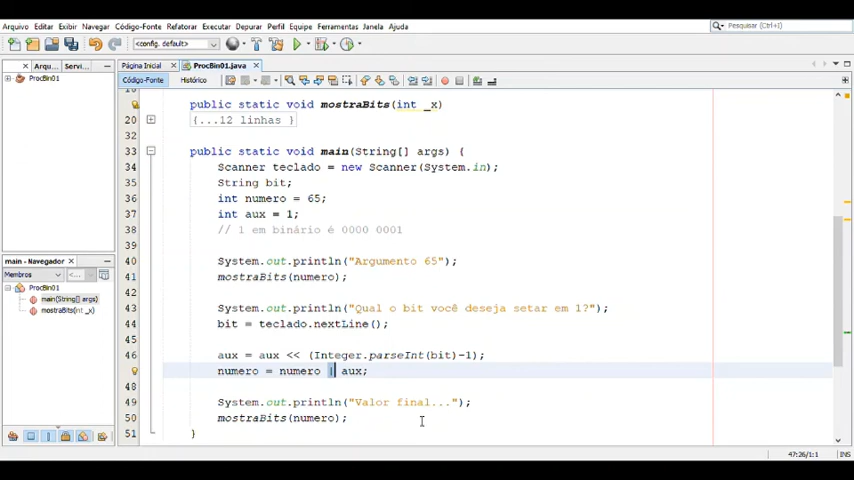 Arquivo Editar Exibir Navegar Código-Fonte Refatorar Executar Depurar Perfil Equipe Ferramentas Janela Ajuda Pesquisar (Ctrl+I)
<config. default>
Arqu... Servi... Página Inicial ProcBin01.java
ProcBin01 Código-Fonte Histórico
public static void mostraBits(int _x)
20 {...12 linhas }
32
33 public static void main(String[] args) {
34 Scanner teclado = new Scanner(System.in);
35 String bit;
36 int numero = 65;
37 int aux = 1;
38 // 1 em binário é 0000 0001
39
40 System.out.println("Argumento 65");
41 mostraBits(numero);
42
43 System.out.println("Qual o bit você deseja setar em 1?");
44 bit = teclado.nextLine();
45
46 aux = aux << (Integer.parseInt(bit)-1);
numero = numero | aux;
48
49 System.out.println("Valor final...");
50 mostraBits(numero);
51 }
main - Navegador
Membros <...
ProcBin01
main(String[] args)
mostraBits(int _x)
47:26/1:1 INS